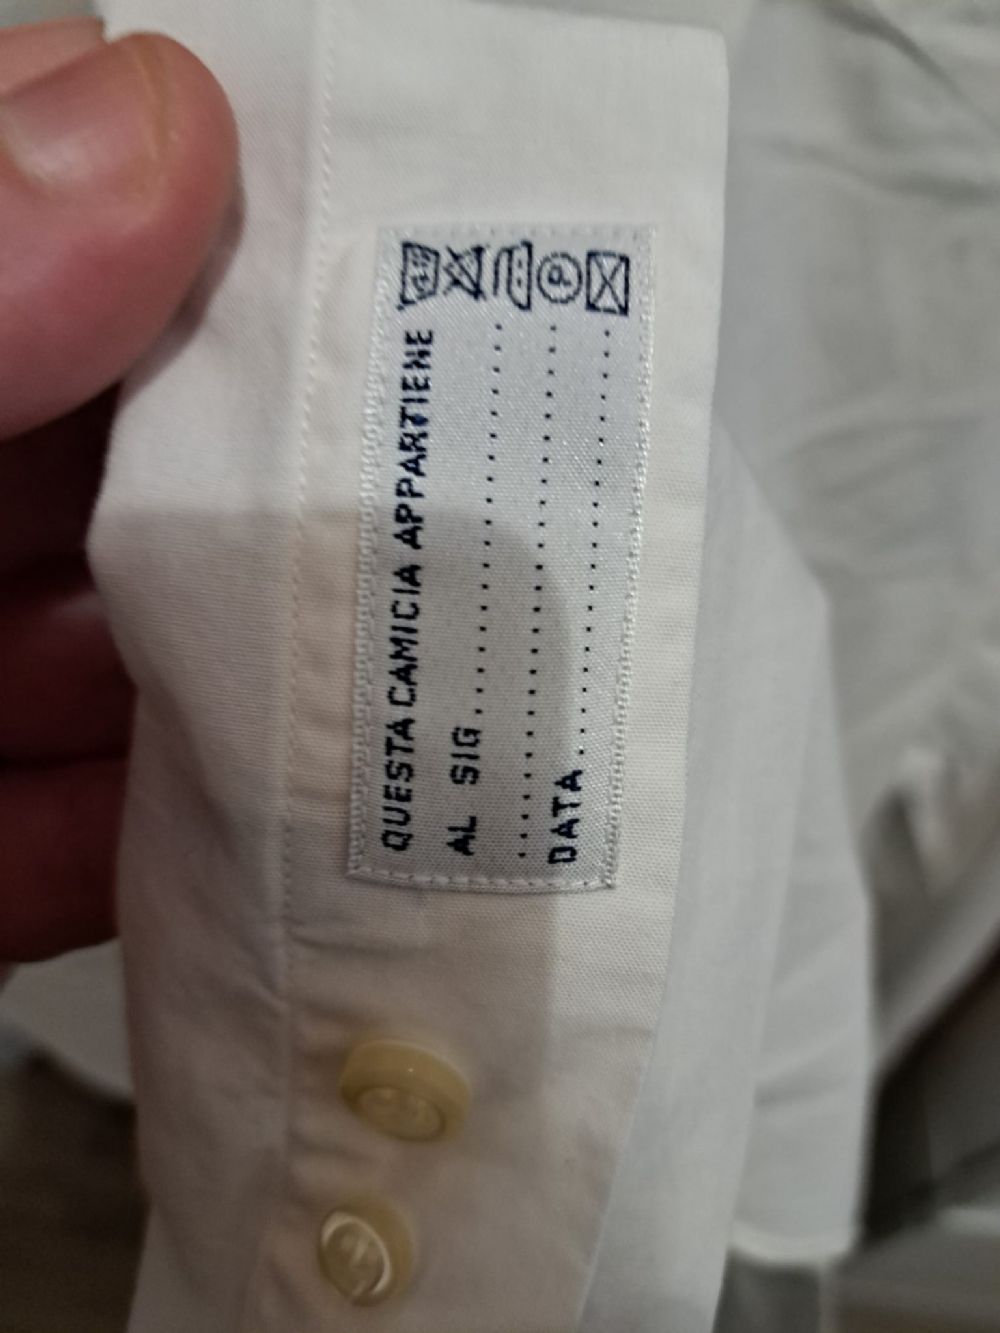 QUESTA CAMICIA APPARTIENE
AL SIG...................
.........................
DATA.....................